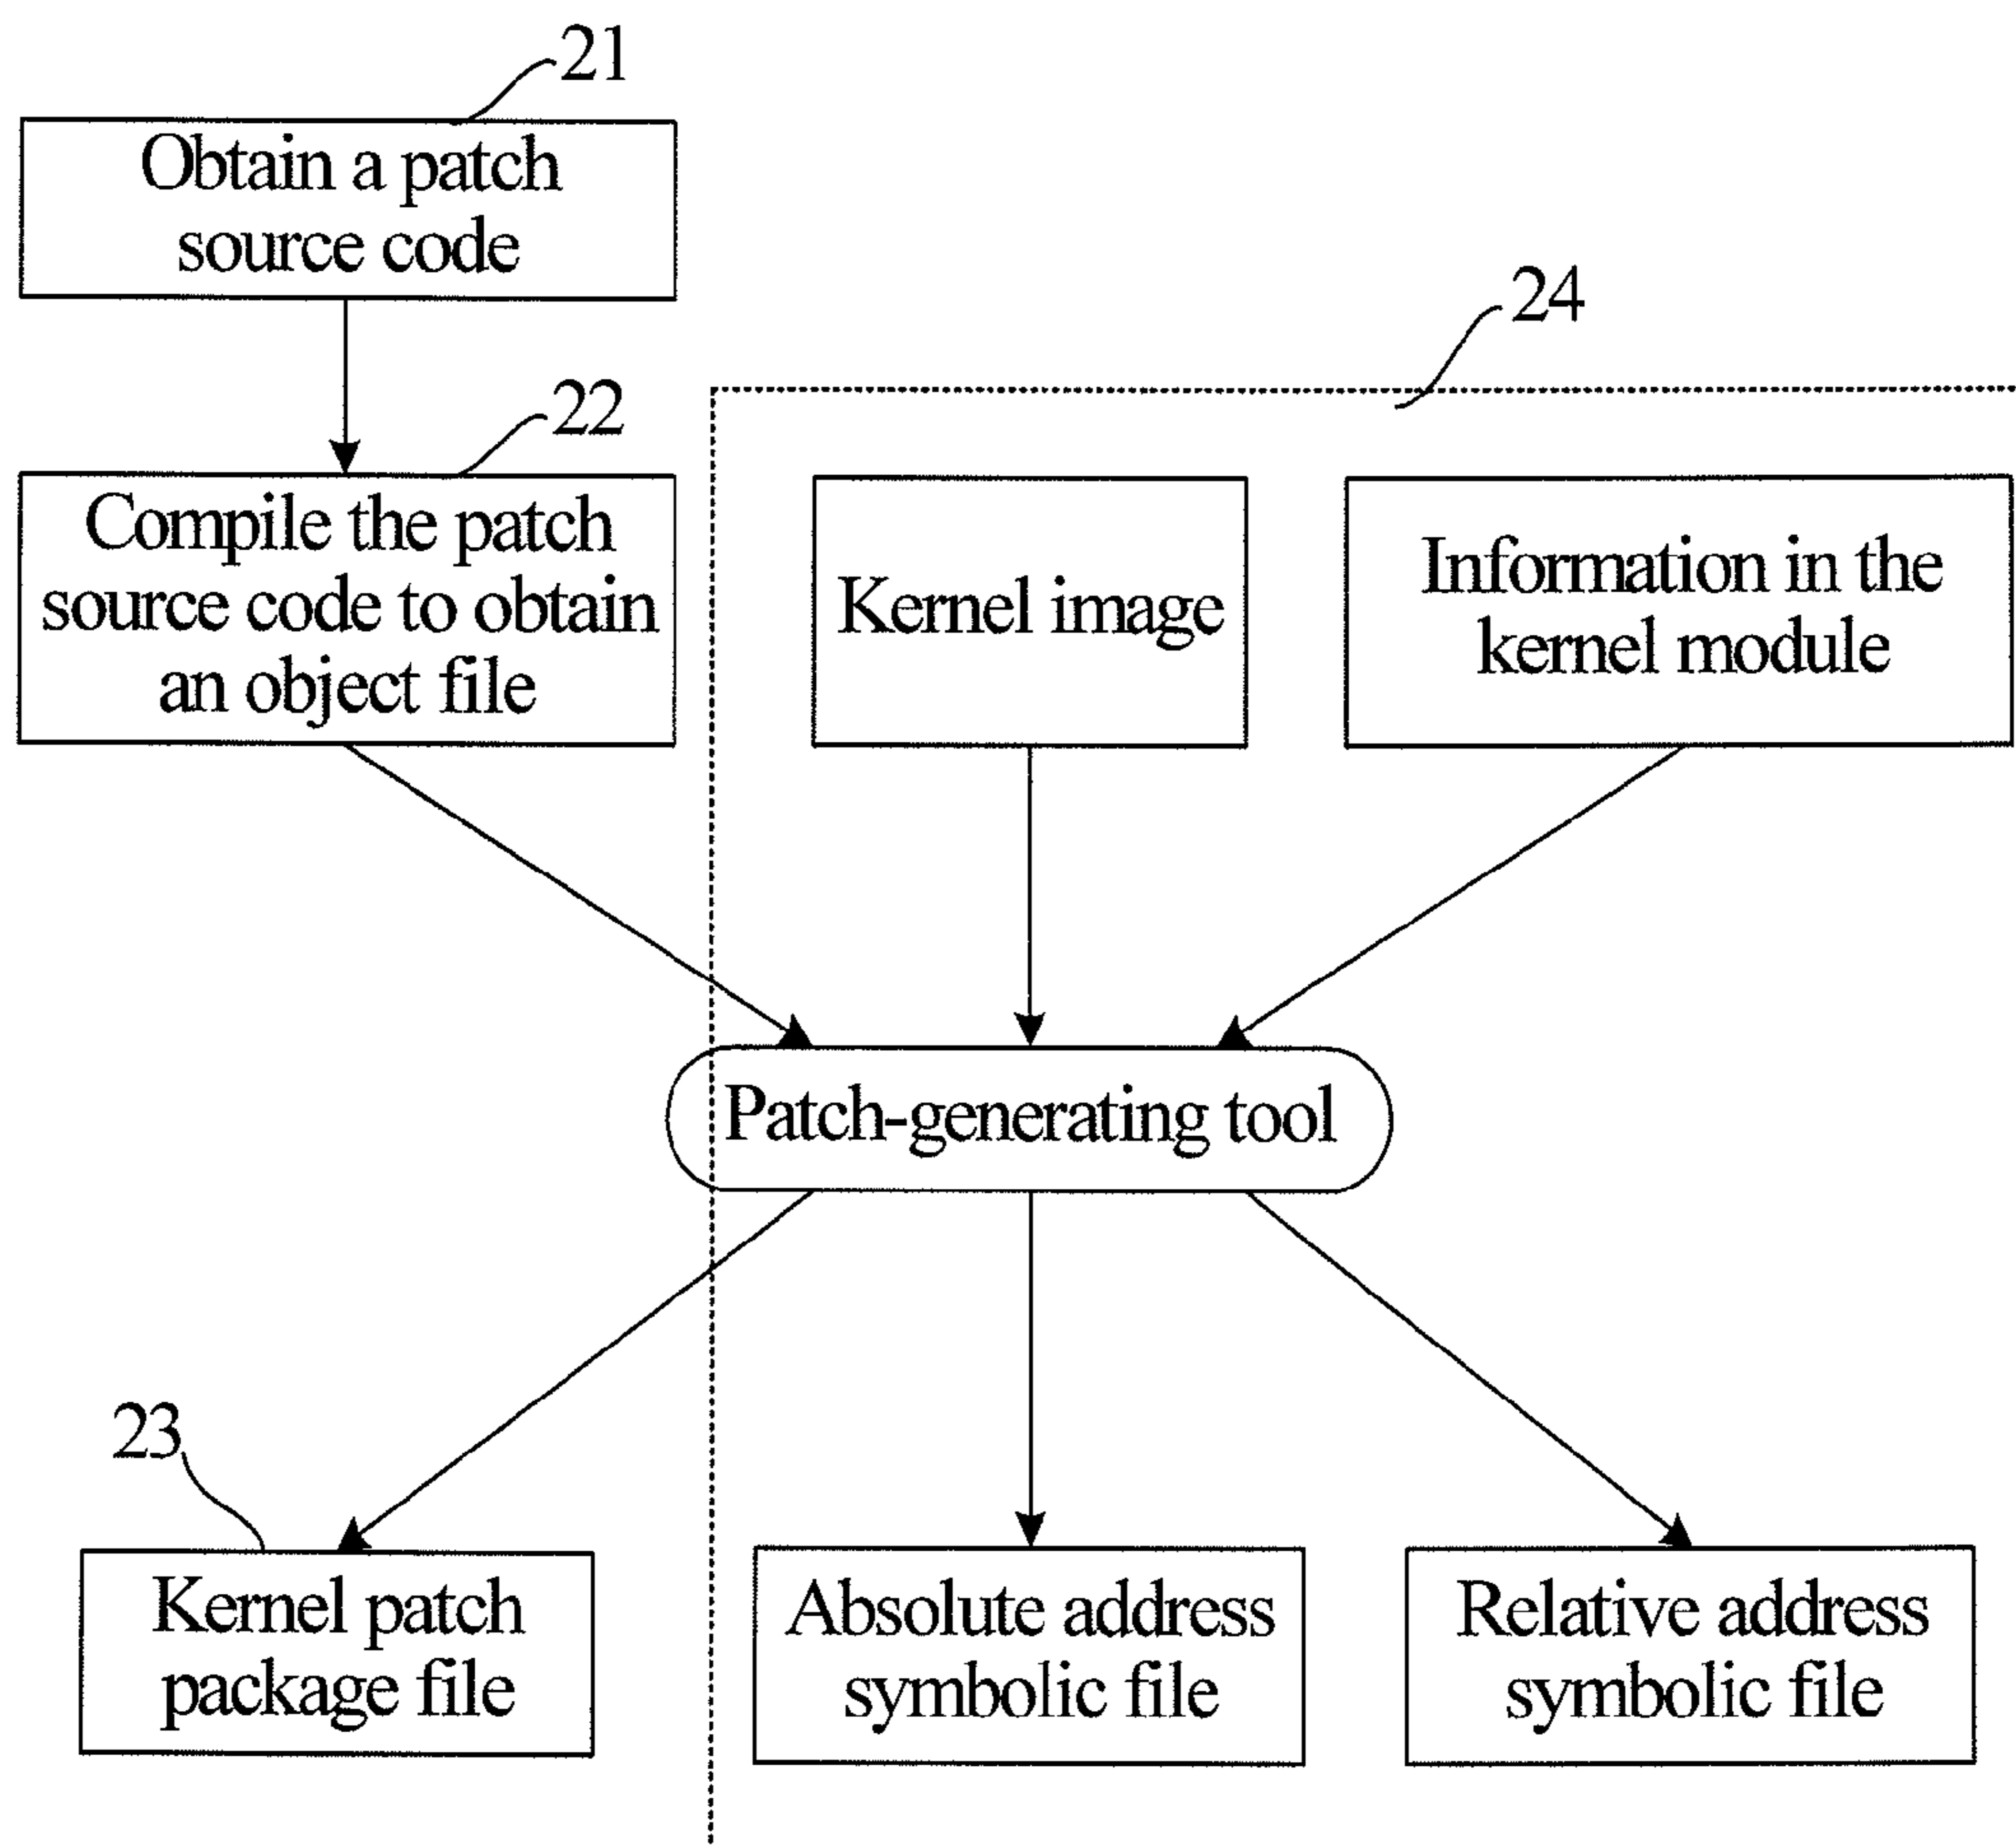 21
Obtain a patch
source code
24
22
Compile the patch
source code to obtain
an object file
Kernel image
Information in the
kernel module
Patch-generating tool
23
Kernel patch
package file
Absolute address
symbolic file
Relative address
symbolic file